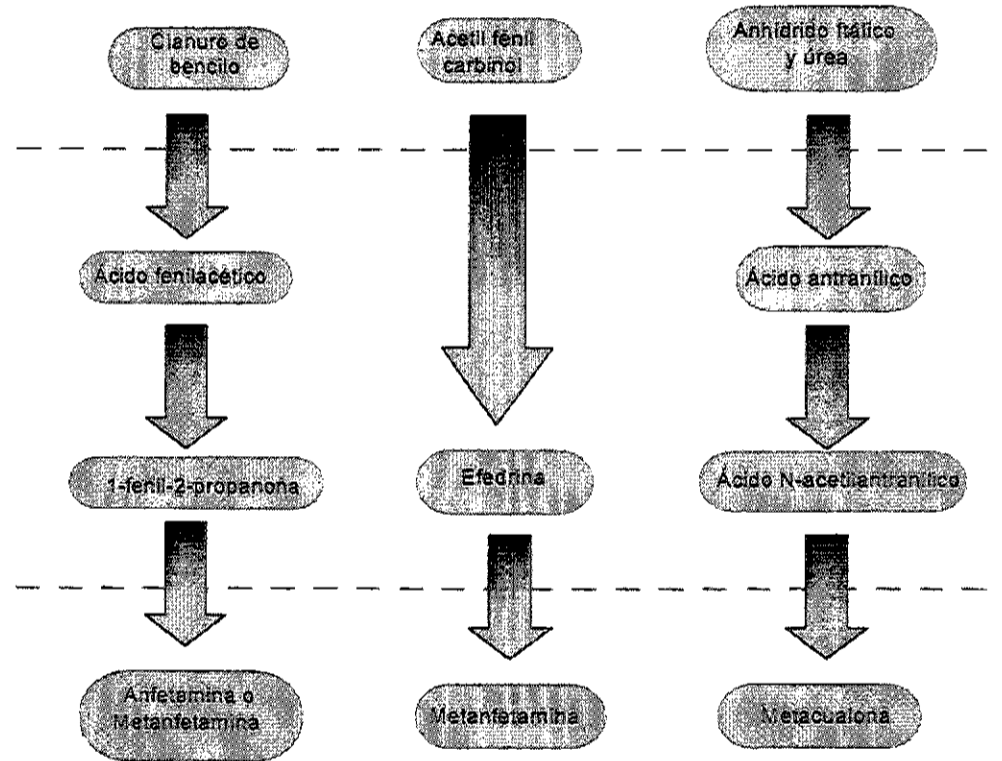 Cianuro de
bencilo
Acetil fenil
carbinol
Anhídrido ftálico
y úrea
Ácido fenilacético
Ácido antranílico
1-fenil-2-propanona
Efedrina
Ácido N-acetilantranílico
Anfetamina o
Metanfetamina
Metanfetamina
Metacualona